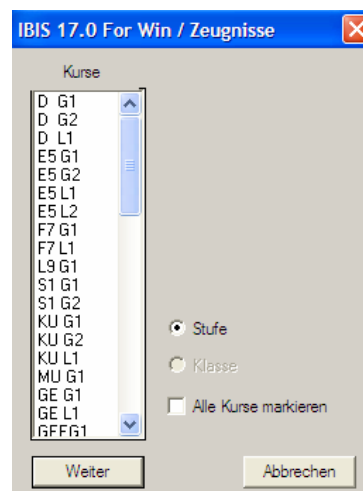 IBIS 17.0 For Win / Zeugnisse
Kurse
D G1
D G2
D L1
E5 G1
E5 G2
E5 L1
E5 L2
F7 G1
F7 L1
L9 G1
S1 G1
S1 G2
KU G1
KU G2
KU L1
MU G1
GE G1
GE L1
GEFG1
Stufe
Klasse
Alle Kurse markieren
Weiter
Abbrechen